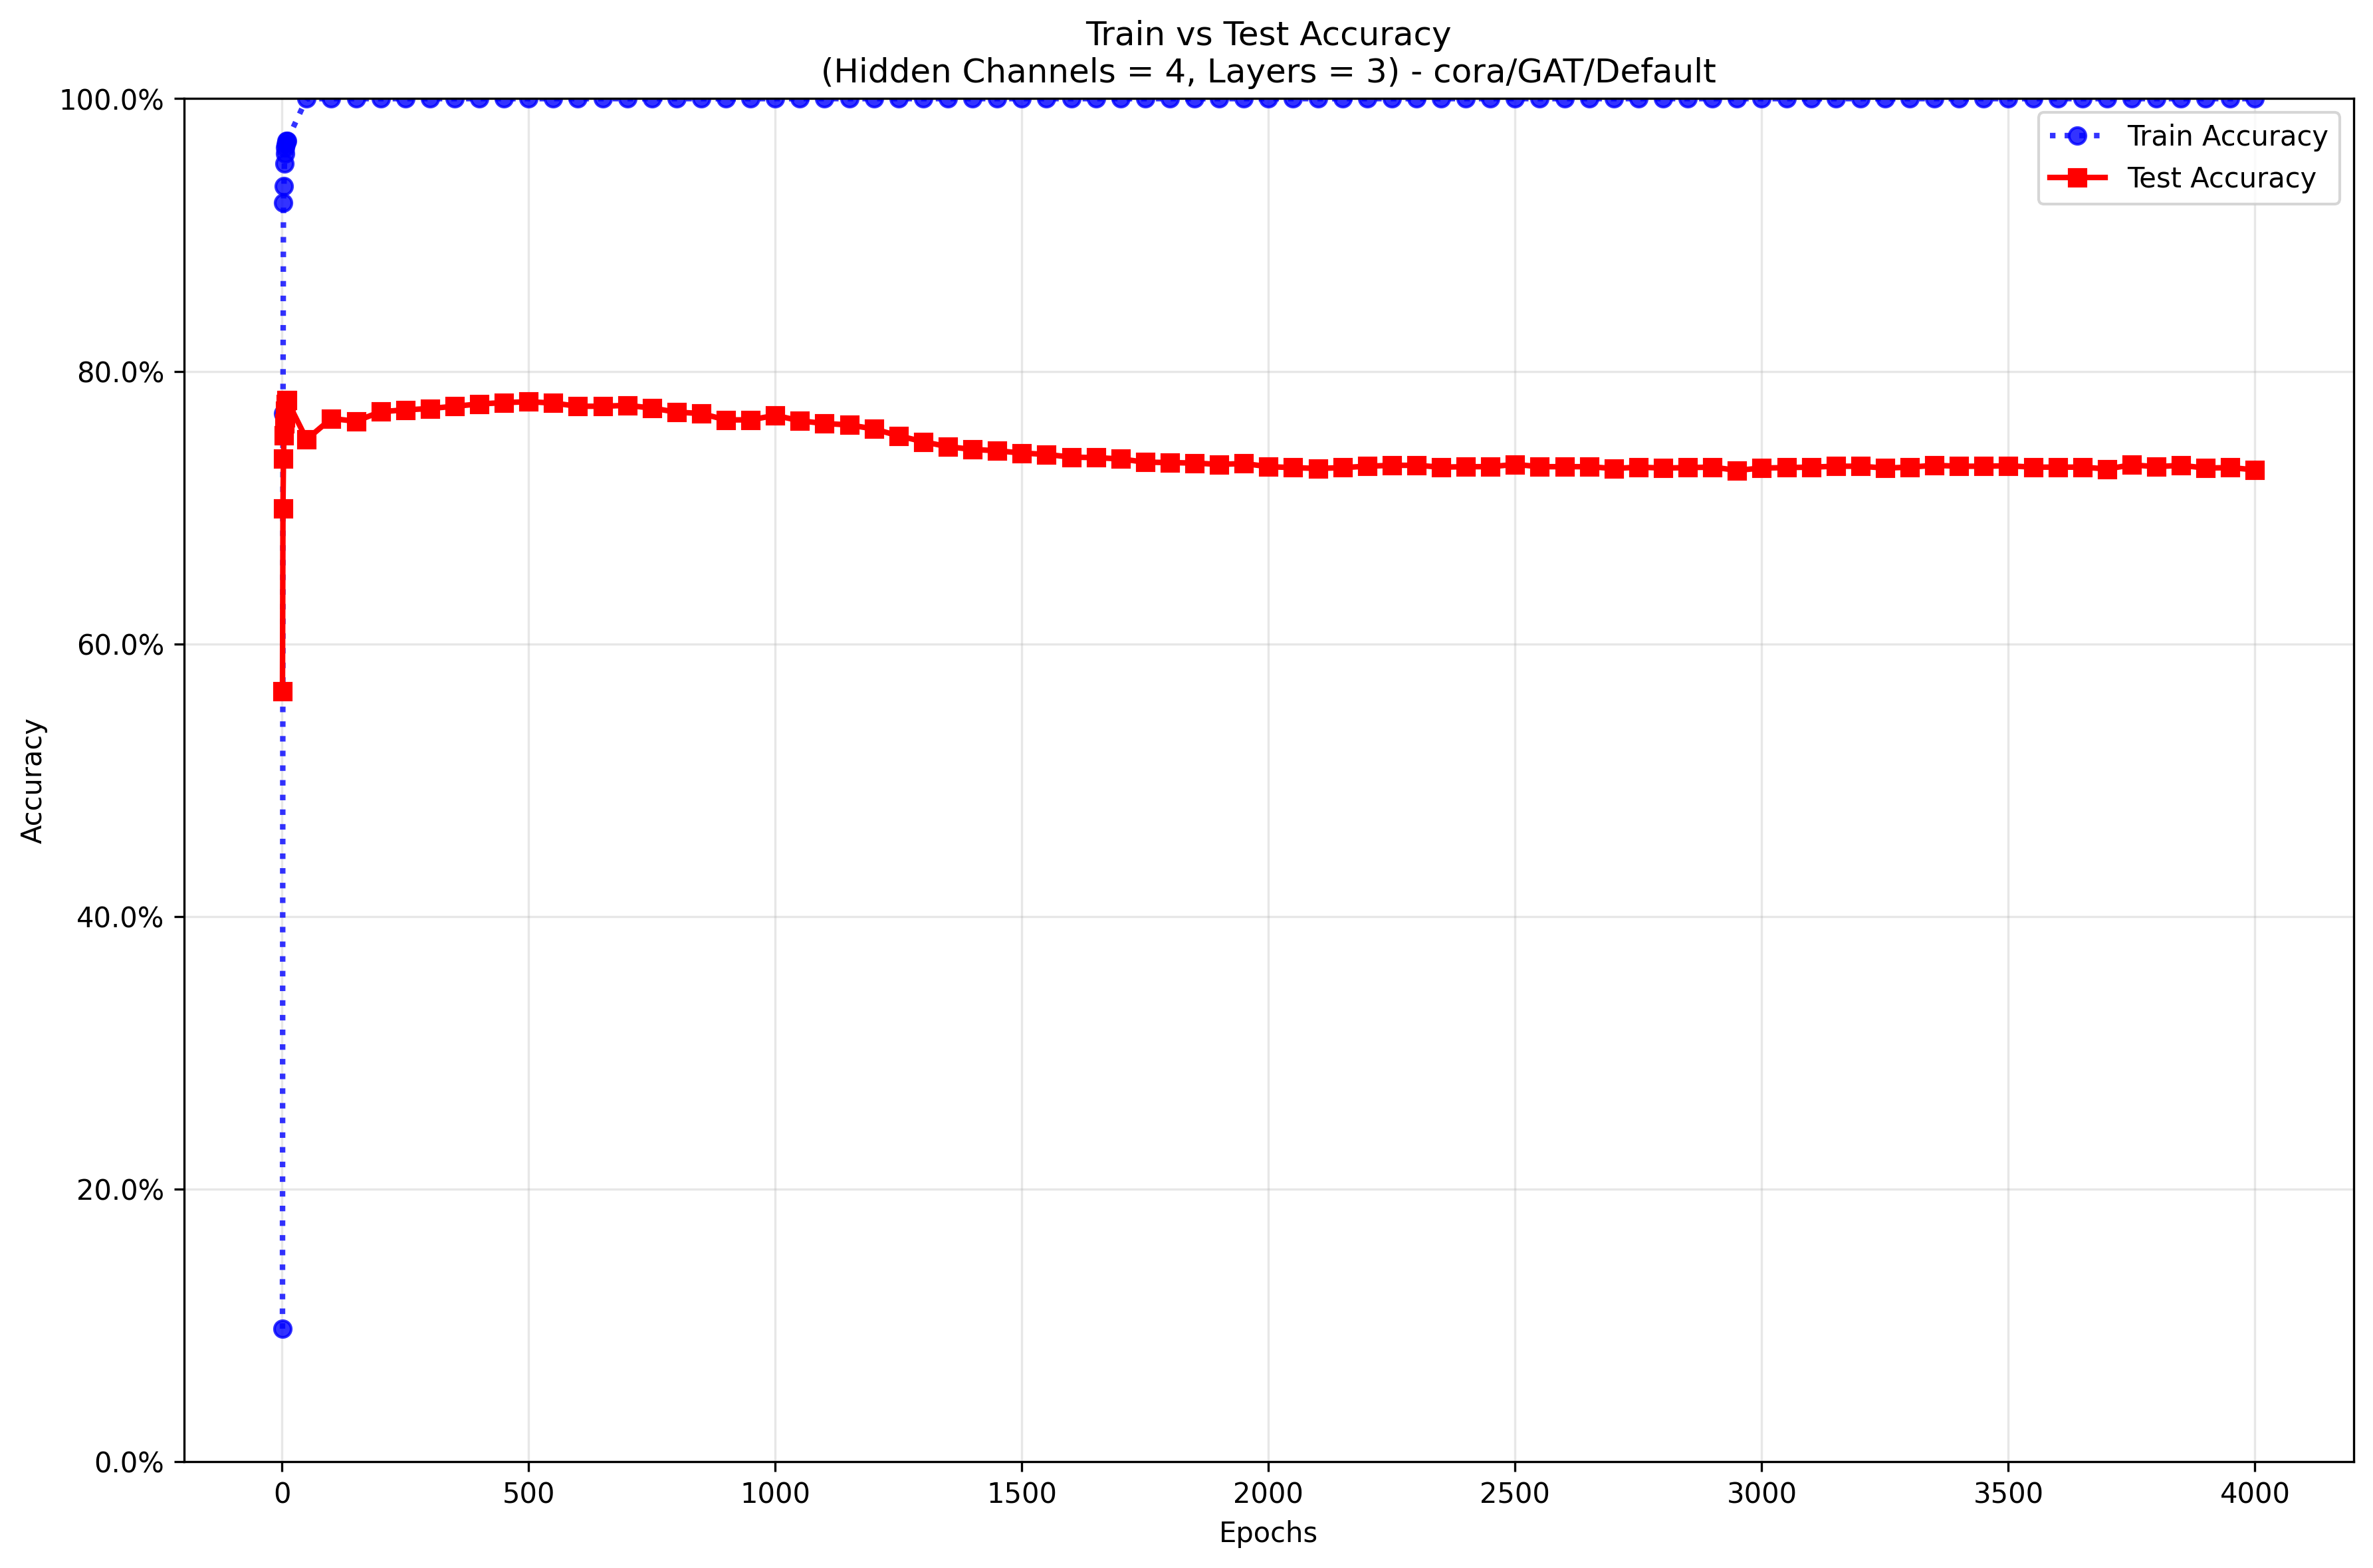 Train vs Test Accuracy
(Hidden Channels = 4, Layers = 3) - cora/GAT/Default
100.0%
80.0%
60.0%
40.0%
20.0%
0.0%
Accuracy
Train Accuracy
Test Accuracy
0
500
1000
1500
2000
2500
3000
3500
4000
Epochs